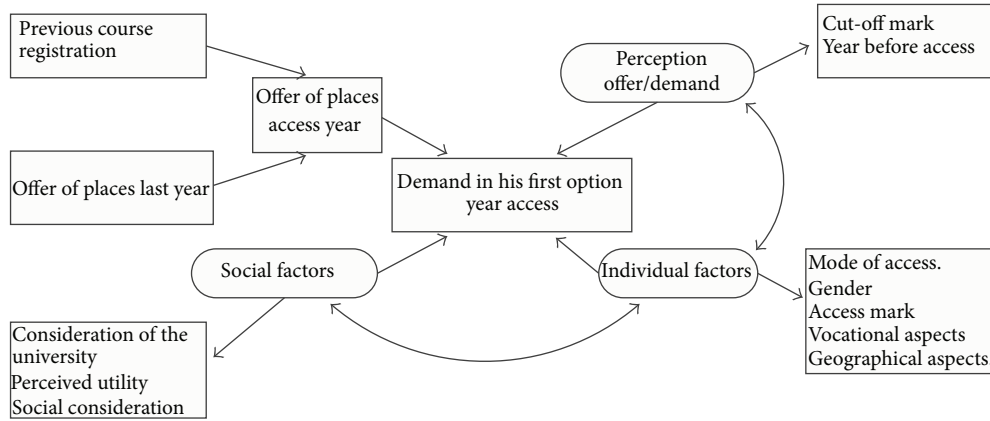 Previous course
registration
Offer of places
access year
Offer of places last year
Perception
offer/demand
Cut-off mark
Year before access
Demand in his first option
year access
Social factors
Individual factors
Consideration of the
university
Perceived utility
Social consideration
Mode of access.
Gender
Access mark
Vocational aspects
Geographical aspects.